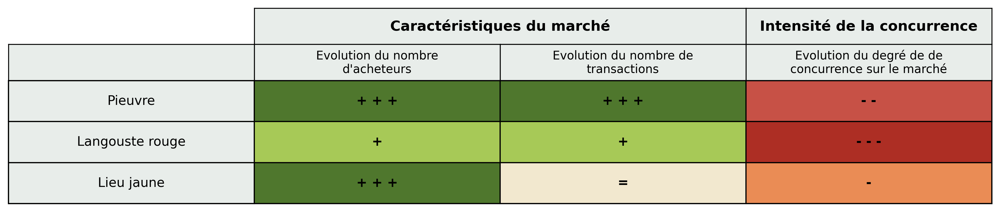 Caractéristiques du marché
Intensité de la concurrence
Evolution du nombre
d'acheteurs
Evolution du nombre de
transactions
Evolution du degré de de
concurrence sur le marché
Pieuvre
+ + +
+ + +
- -
Langouste rouge
+
+
- - -
Lieu jaune
+ + +
=
-